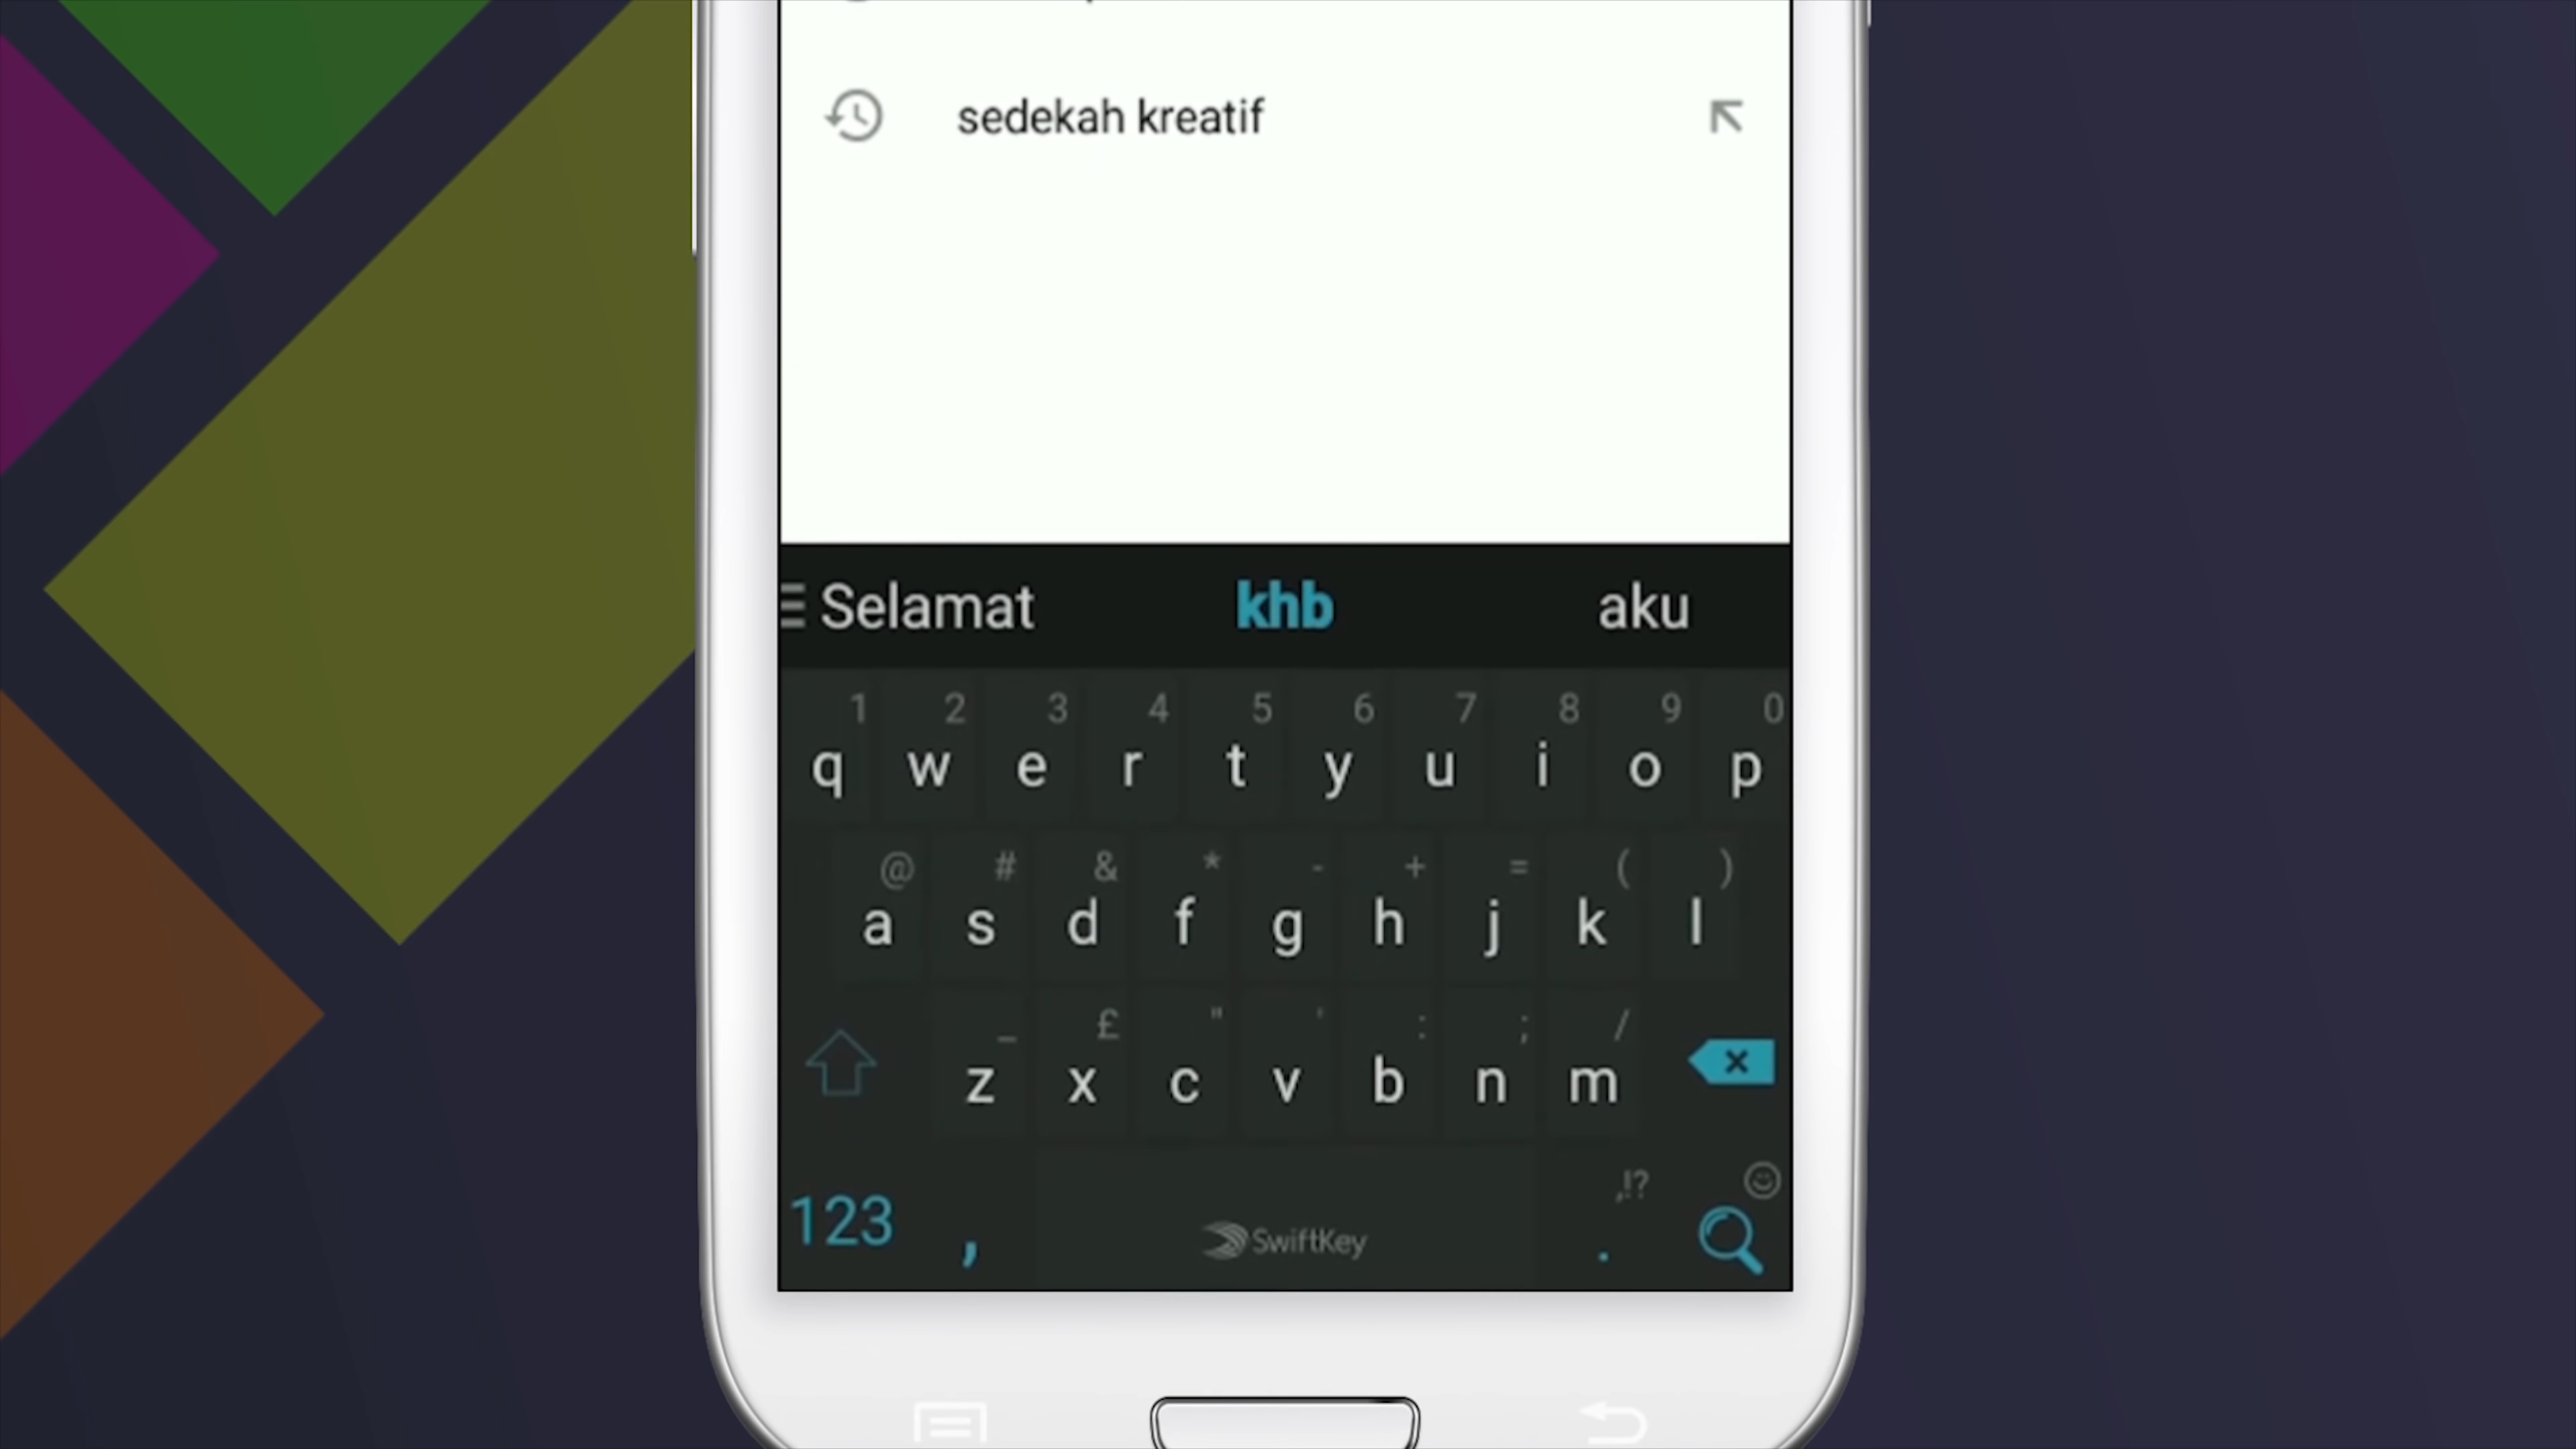 sedekah kreatif
Selamat khb aku
1 2 3 4 5 6 7 8 9 0
q w e r t y u i o p
@ # & * - + = ( )
a s d f g h j k l
_ £ " ' : ; /
z x c v b n m
,!?
123 , SwiftKey .